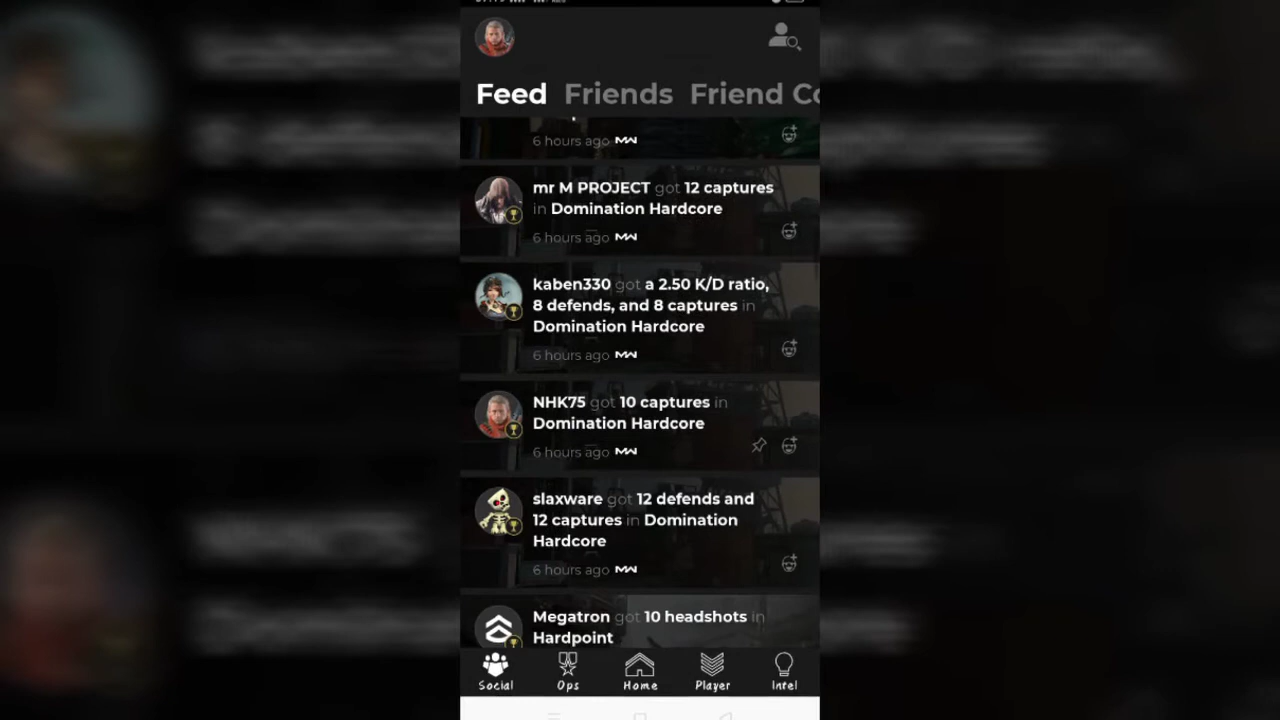 Feed Friends Friend Co
6 hours ago MW
mr M PROJECT got 12 captures
in Domination Hardcore
6 hours ago MW
kaben330 got a 2.50 K/D ratio,
8 defends, and 8 captures in
Domination Hardcore
6 hours ago MW
NHK75 got 10 captures in
Domination Hardcore
6 hours ago MW
slaxware got 12 defends and
12 captures in Domination
Hardcore
6 hours ago MW
Megatron got 10 headshots in
Hardpoint
Social Ops Home Player Intel